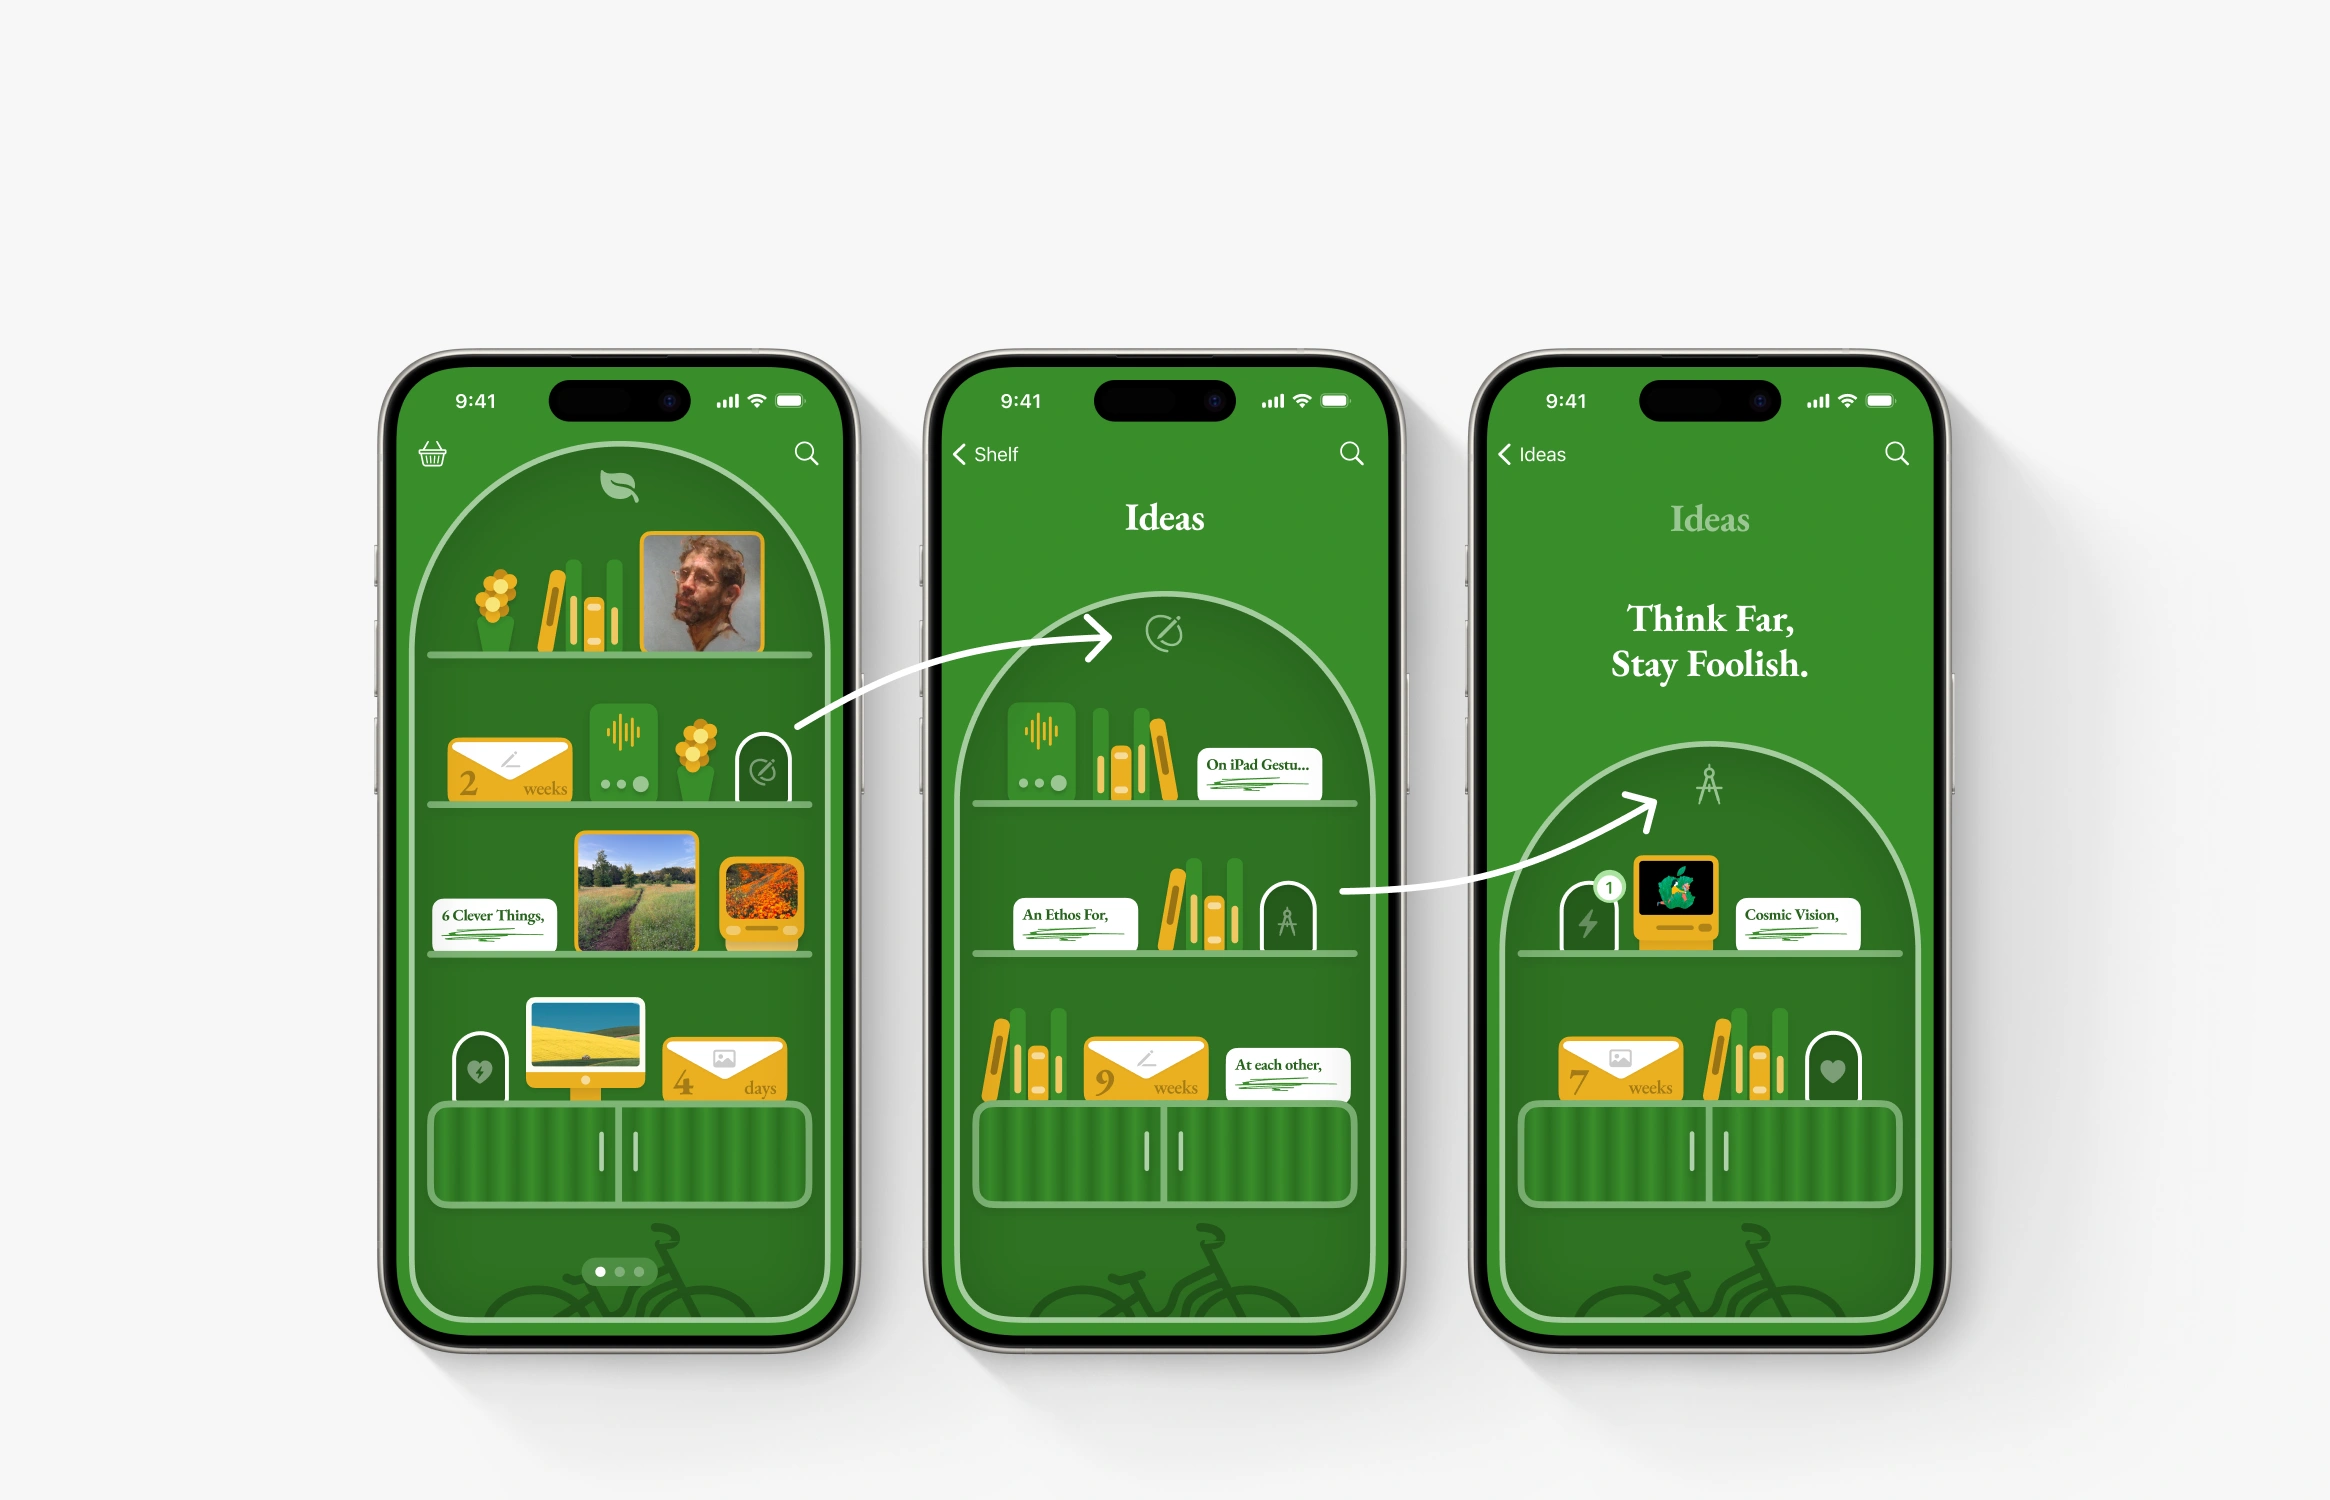 9:41
2
weeks
6 Clever Things,
4
days
9:41
Shelf
Ideas
On iPad Gestu...
An Ethos For,
9
weeks
At each other,
9:41
Ideas
Ideas
Think Far,
Stay Foolish.
1
Cosmic Vision,
7
weeks